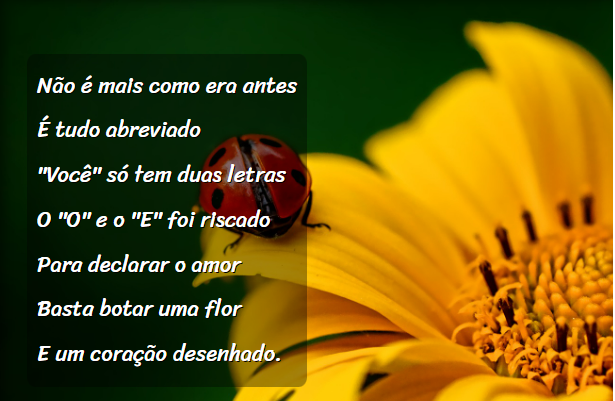 Não é mais como era antes
É tudo abreviado
"Você" só tem duas letras
O "O" e o "E" foi riscado
Para declarar o amor
Basta botar uma flor
E um coração desenhado.